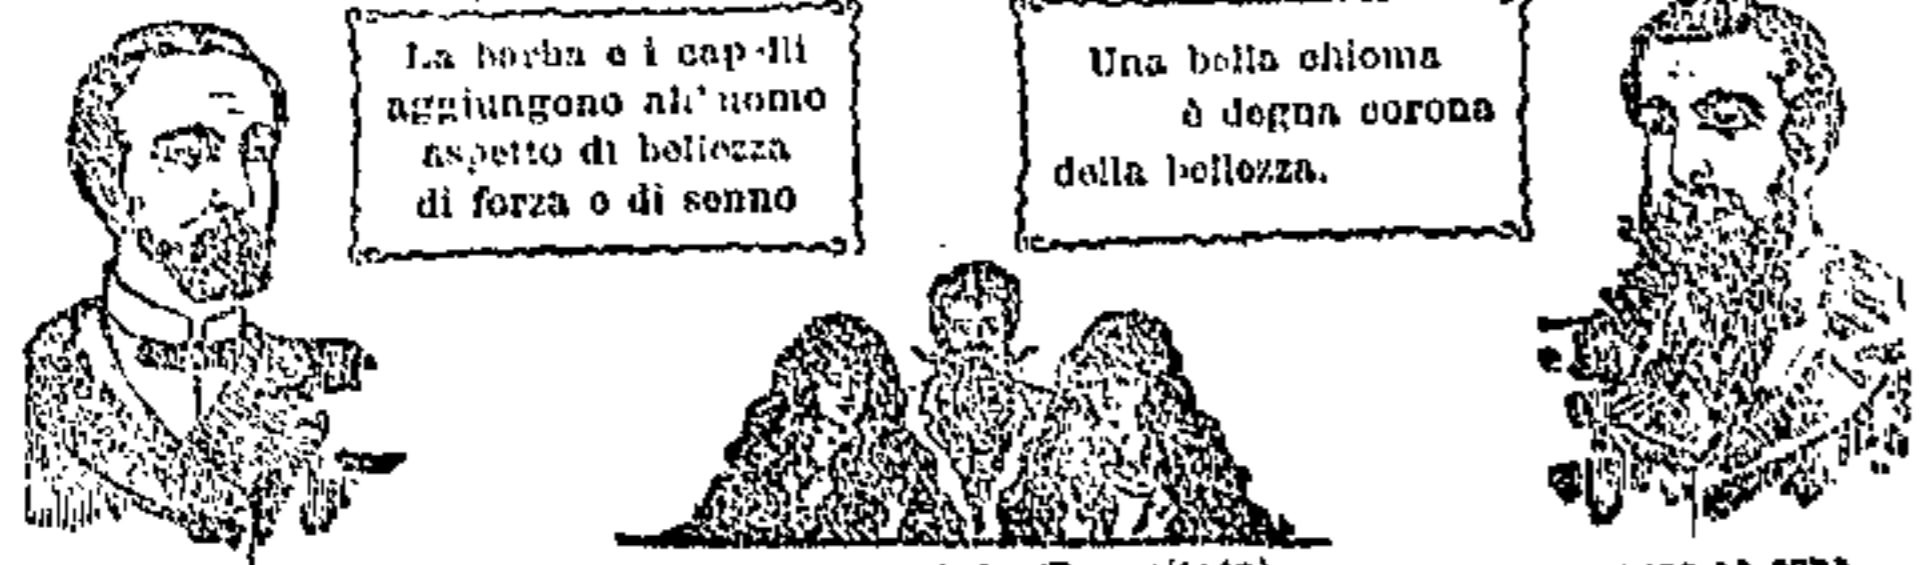 La barba e i capelli
aggiungono all'uomo
aspetto di bellezza
di forza e di senno
Una bella chioma
è degna corona
della bellezza.